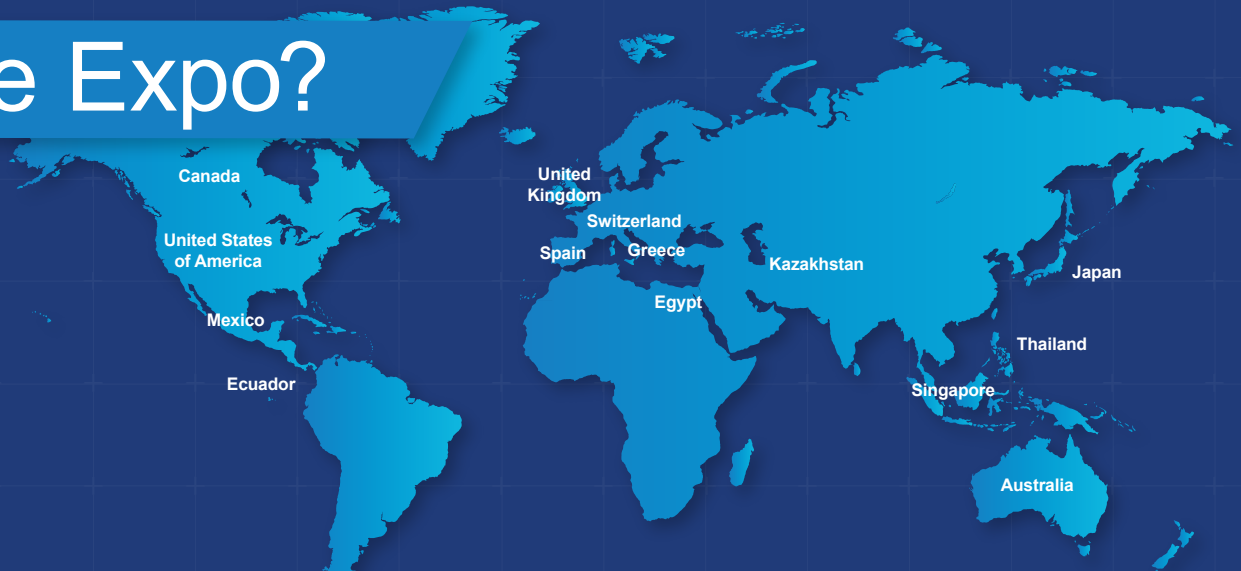 e Expo?
Canada
United States
of America
Mexico
Ecuador
United
Kingdom
Switzerland
Spain
Greece
Egypt
Kazakhstan
Japan
Thailand
Singapore
Australia